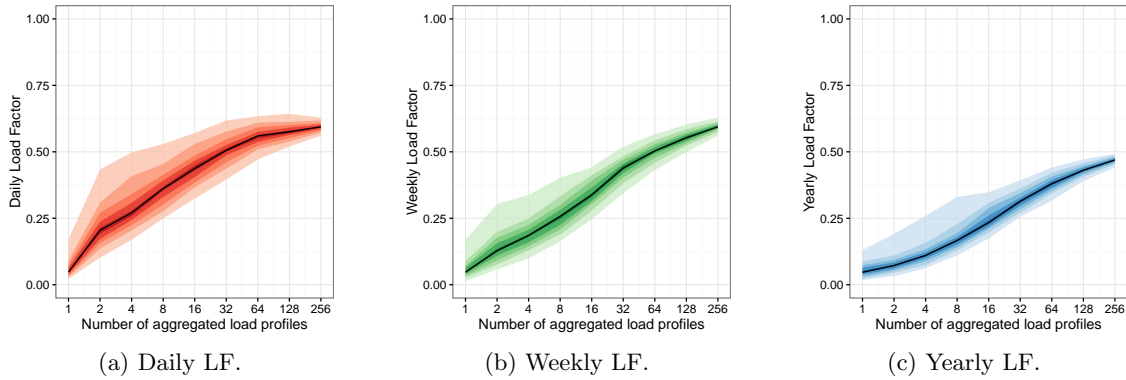 1.00
0.75
0.50
0.25
0.00
Daily Load Factor
1 2 4 8 16 32 64 128 256
Number of aggregated load profiles
(a) Daily LF.
1.00
0.75
0.50
0.25
0.00
Weekly Load Factor
1 2 4 8 16 32 64 128 256
Number of aggregated load profiles
(b) Weekly LF.
1.00
0.75
0.50
0.25
0.00
Yearly Load Factor
1 2 4 8 16 32 64 128 256
Number of aggregated load profiles
(c) Yearly LF.